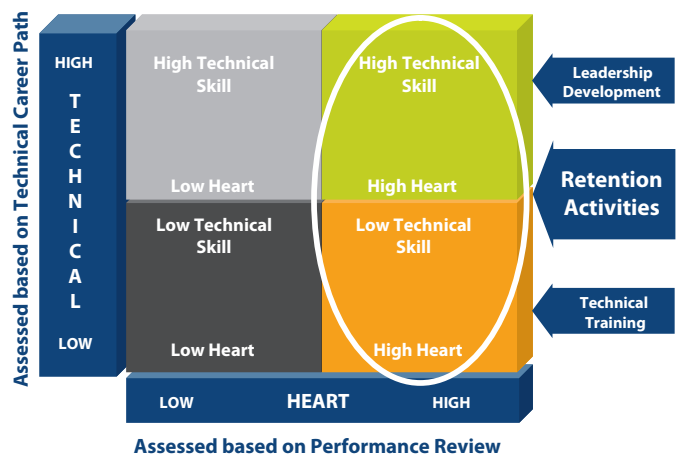 Assessed based on Technical Career Path
HIGH
TECHNICAL
LOW
High Technical
Skill
Low Heart
High Technical
Skill
High Heart
Low Technical
Skill
Low Heart
Low Technical
Skill
High Heart
Leadership
Development
Retention
Activities
Technical
Training
LOW
HEART
HIGH
Assessed based on Performance Review